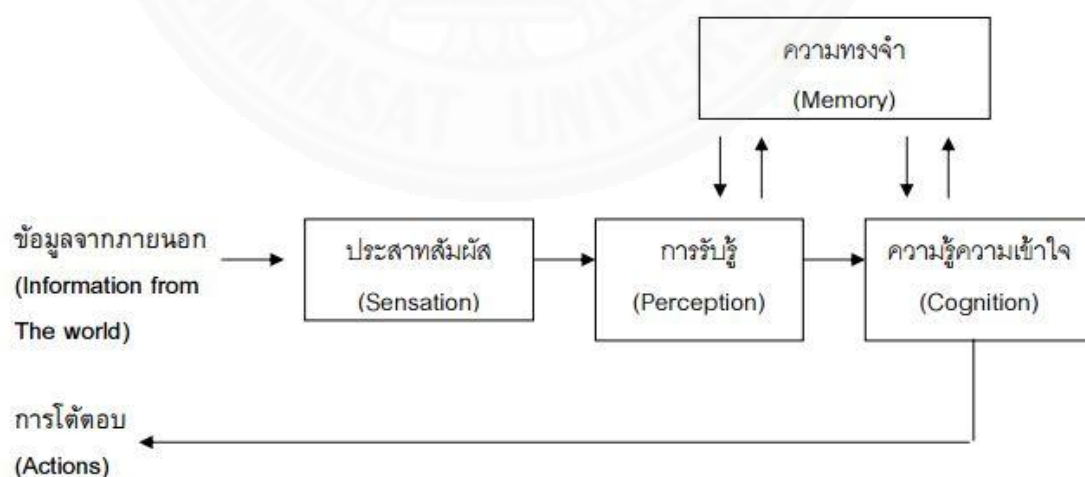 MMASAT UNIVERS
ความทรงจำ
(Memory)
ข้อมูลจากภายนอก
(Information from
The world)
ประสาทสัมผัส
(Sensation)
การรับรู้
(Perception)
ความรู้ความเข้าใจ
(Cognition)
การโต้ตอบ
(Actions)